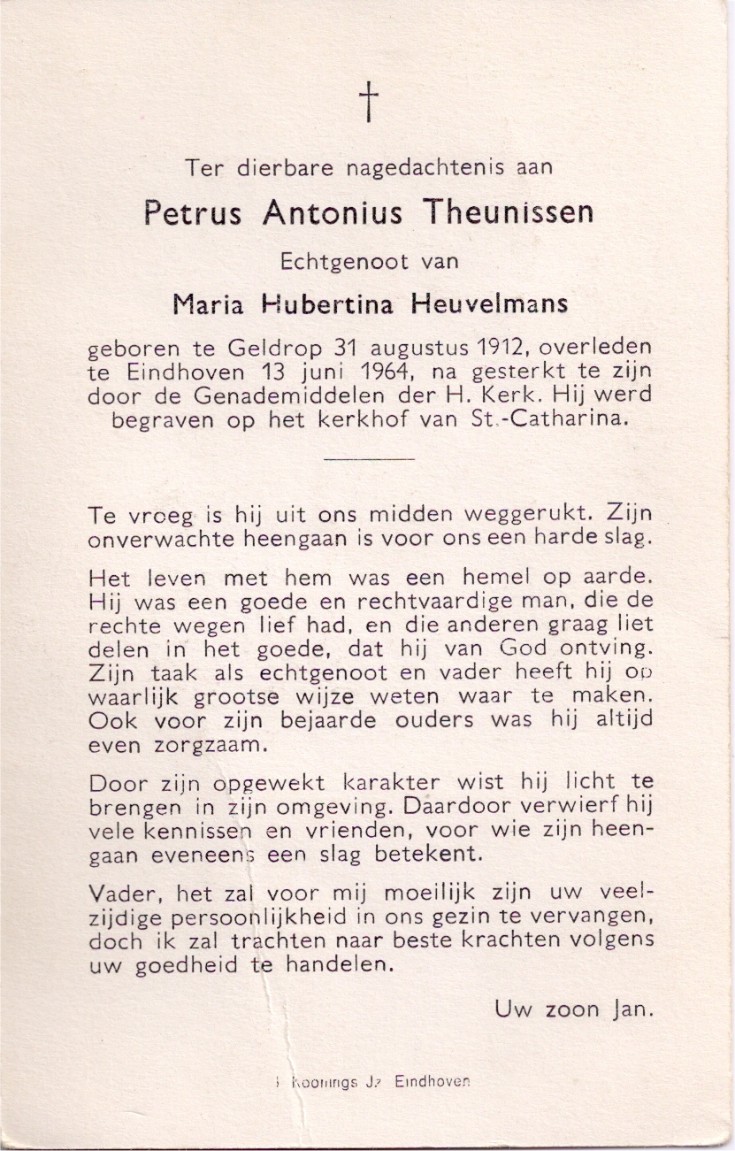 Ter dierbare nagedachtenis aan
Petrus Antonius Theunissen
Echtgenoot van
Maria Hubertina Heuvelmans
geboren te Geldrop 31 augustus 1912, overleden
te Eindhoven 13 juni 1964, na gesterkt te zijn
door de Genademiddelen der H. Kerk. Hij werd
begraven op het kerkhof van St.-Catharina.
Te vroeg is hij uit ons midden weggerukt. Zijn
onverwachte heengaan is voor ons een harde slag.
Het leven met hem was een hemel op aarde.
Hij was een goede en rechtvaardige man, die de
rechte wegen lief had, en die anderen graag liet
delen in het goede, dat hij van God ontving.
Zijn taak als echtgenoot en vader heeft hij op
waarlijk grootse wijze weten waar te maken.
Ook voor zijn bejaarde ouders was hij altijd
even zorgzaam.
Door zijn opgewekt karakter wist hij licht te
brengen in zijn omgeving. Daardoor verwierf hij
vele kennissen en vrienden, voor wie zijn heen-
gaan eveneens een slag betekent.
Vader, het zal voor mij moeilijk zijn uw veel-
zijdige persoonlijkheid in ons gezin te vervangen,
doch ik zal trachten naar beste krachten volgens
uw goedheid te handelen.
Uw zoon Jan.
Koonings Eindhoven